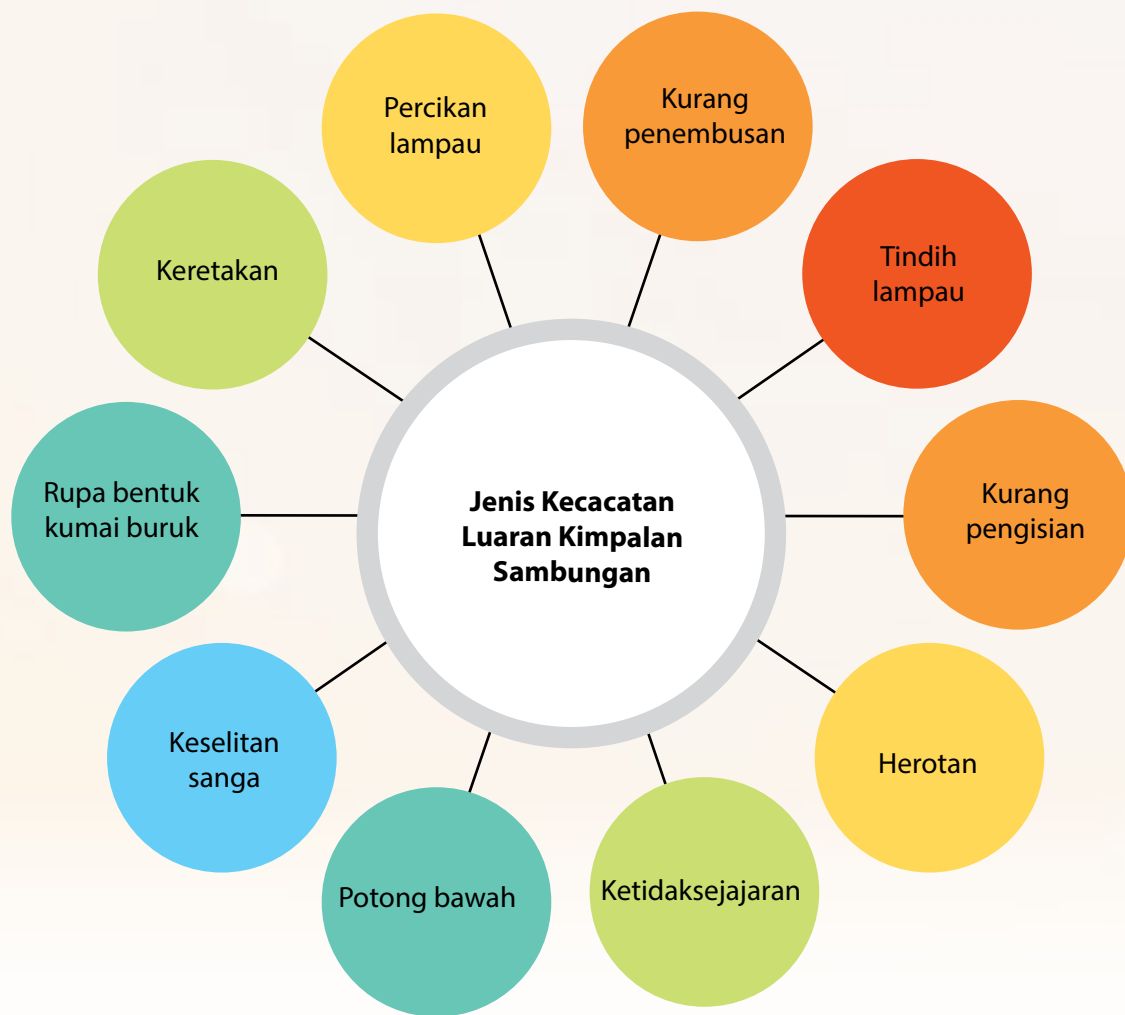 Percikan
lampau
Kurang
penembusan
Tindih
lampau
Kurang
pengisian
Herotan
Ketidaksejajaran
Potong bawah
Keselitan
sanga
Rupa bentuk
kumai buruk
Keretakan
Jenis Kecacatan
Luaran Kimpalan
Sambungan